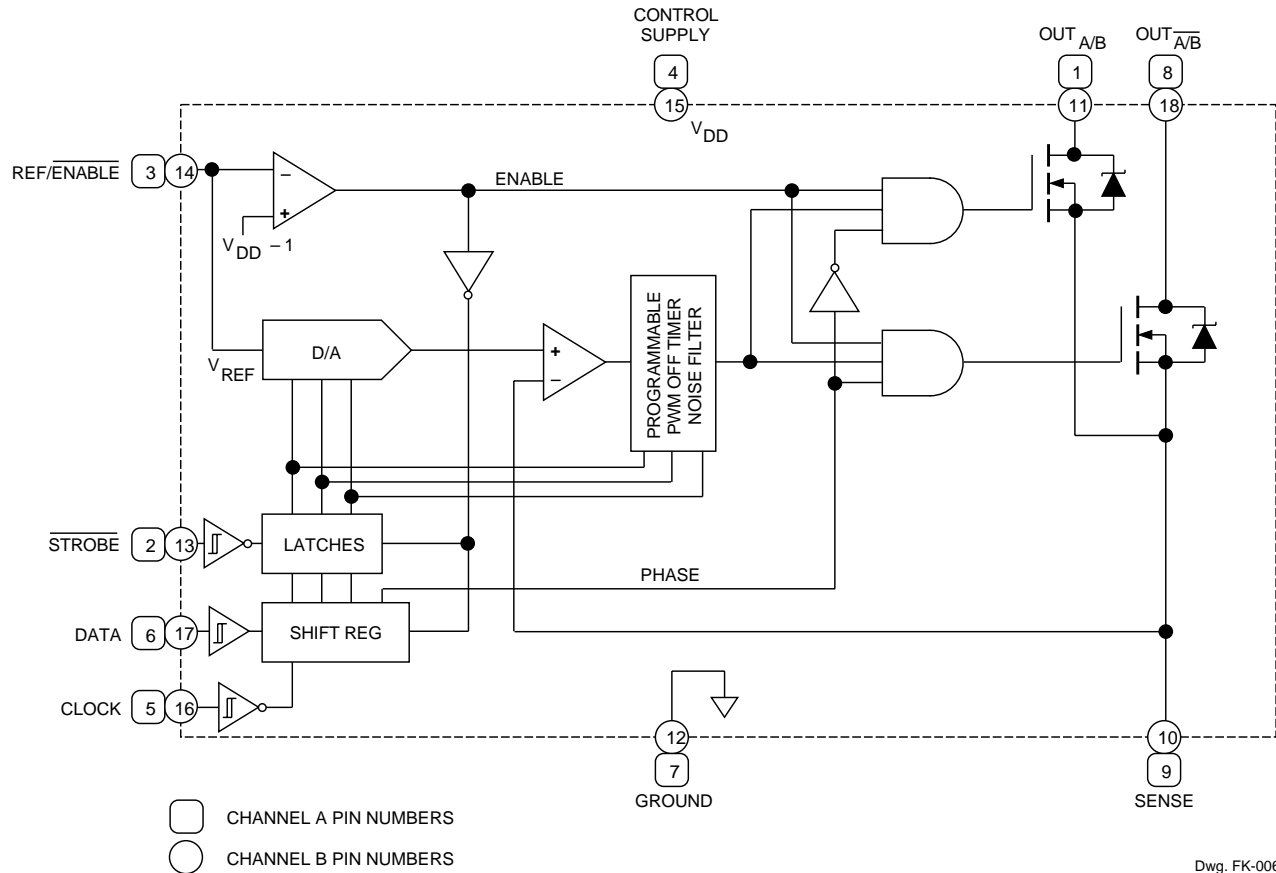 CONTROL
SUPPLY
OUT A/B
OUT A/B
4
1
8
15
11
18
V DD
REF/ENABLE
3
14
–
+
V DD – 1
ENABLE
D/A
V REF
+
–
PROGRAMMABLE
PWM OFF TIMER
NOISE FILTER
STROBE
2
13
LATCHES
PHASE
DATA
6
17
SHIFT REG
CLOCK
5
16
12
10
7
9
GROUND
SENSE
CHANNEL A PIN NUMBERS
CHANNEL B PIN NUMBERS
Dwg. FK-006